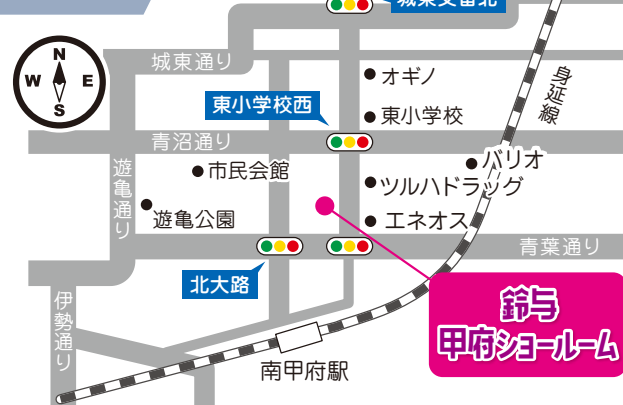 城東交番北
N
W E
S
城東通り
オギノ
身延線
東小学校西
東小学校
青沼通り
市民会館
バリオ
遊亀通り
ツルハドラッグ
遊亀公園
エネオス
青葉通り
北大路
伊勢通り
鈴与
甲府ショールーム
南甲府駅